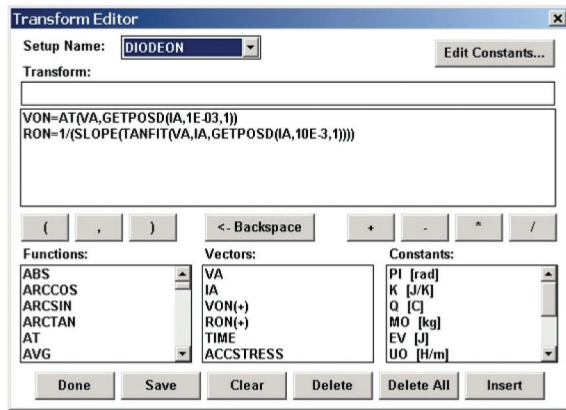 Transform Editor
Setup Name: DIODEON Edit Constants...
Transform:
VON=AT(VA,GETPOSD(IA,1E-03,1))
RON=1/(SLOPE(TANFIT(VA,IA,GETPOSD(IA,10E-3,1))))
( , ) <- Backspace + - * /
Functions: Vectors: Constants:
ABS VA PI [rad]
ARCCOS IA K [J/K]
ARCSIN VON(+) Q [C]
ARCTAN RON(+) MO [kg]
AT TIME EV [J]
AVG ACCSTRESS UO [H/m]
Done Save Clear Delete Delete All Insert